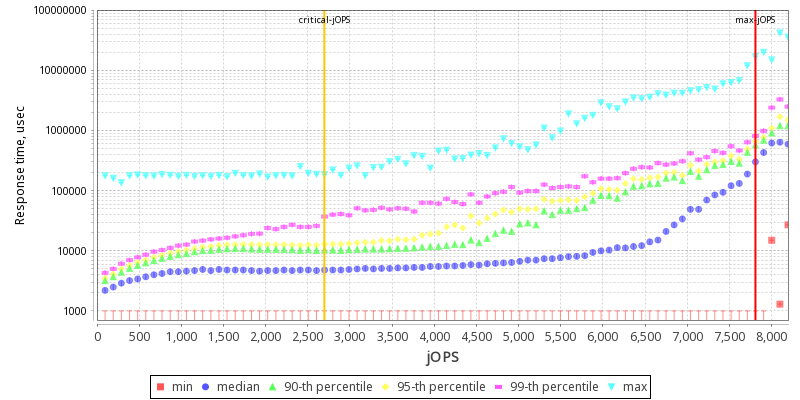 100000000
critical-jOPS max-jOPS
10000000
1000000
100000
10000
1000
Response time, usec
0 500 1,000 1,500 2,000 2,500 3,000 3,500 4,000 4,500 5,000 5,500 6,000 6,500 7,000 7,500 8,000
jOPS
min median 90-th percentile 95-th percentile 99-th percentile max